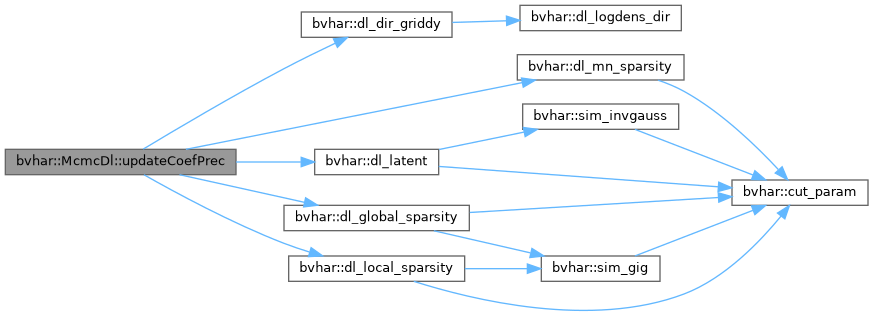 bvhar::dl_dir_griddy
bvhar::dl_logdens_dir
bvhar::dl_mn_sparsity
bvhar::sim_invgauss
bvhar::McmcDl::updateCoefPrec
bvhar::dl_latent
bvhar::cut_param
bvhar::dl_global_sparsity
bvhar::dl_local_sparsity
bvhar::sim_gig